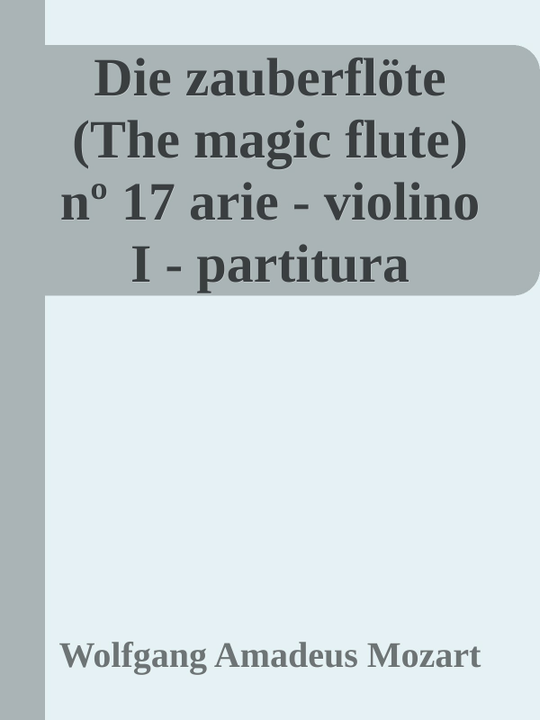 Die zauberflöte
(The magic flute)
nº 17 arie - violino
I - partitura
Wolfgang Amadeus Mozart